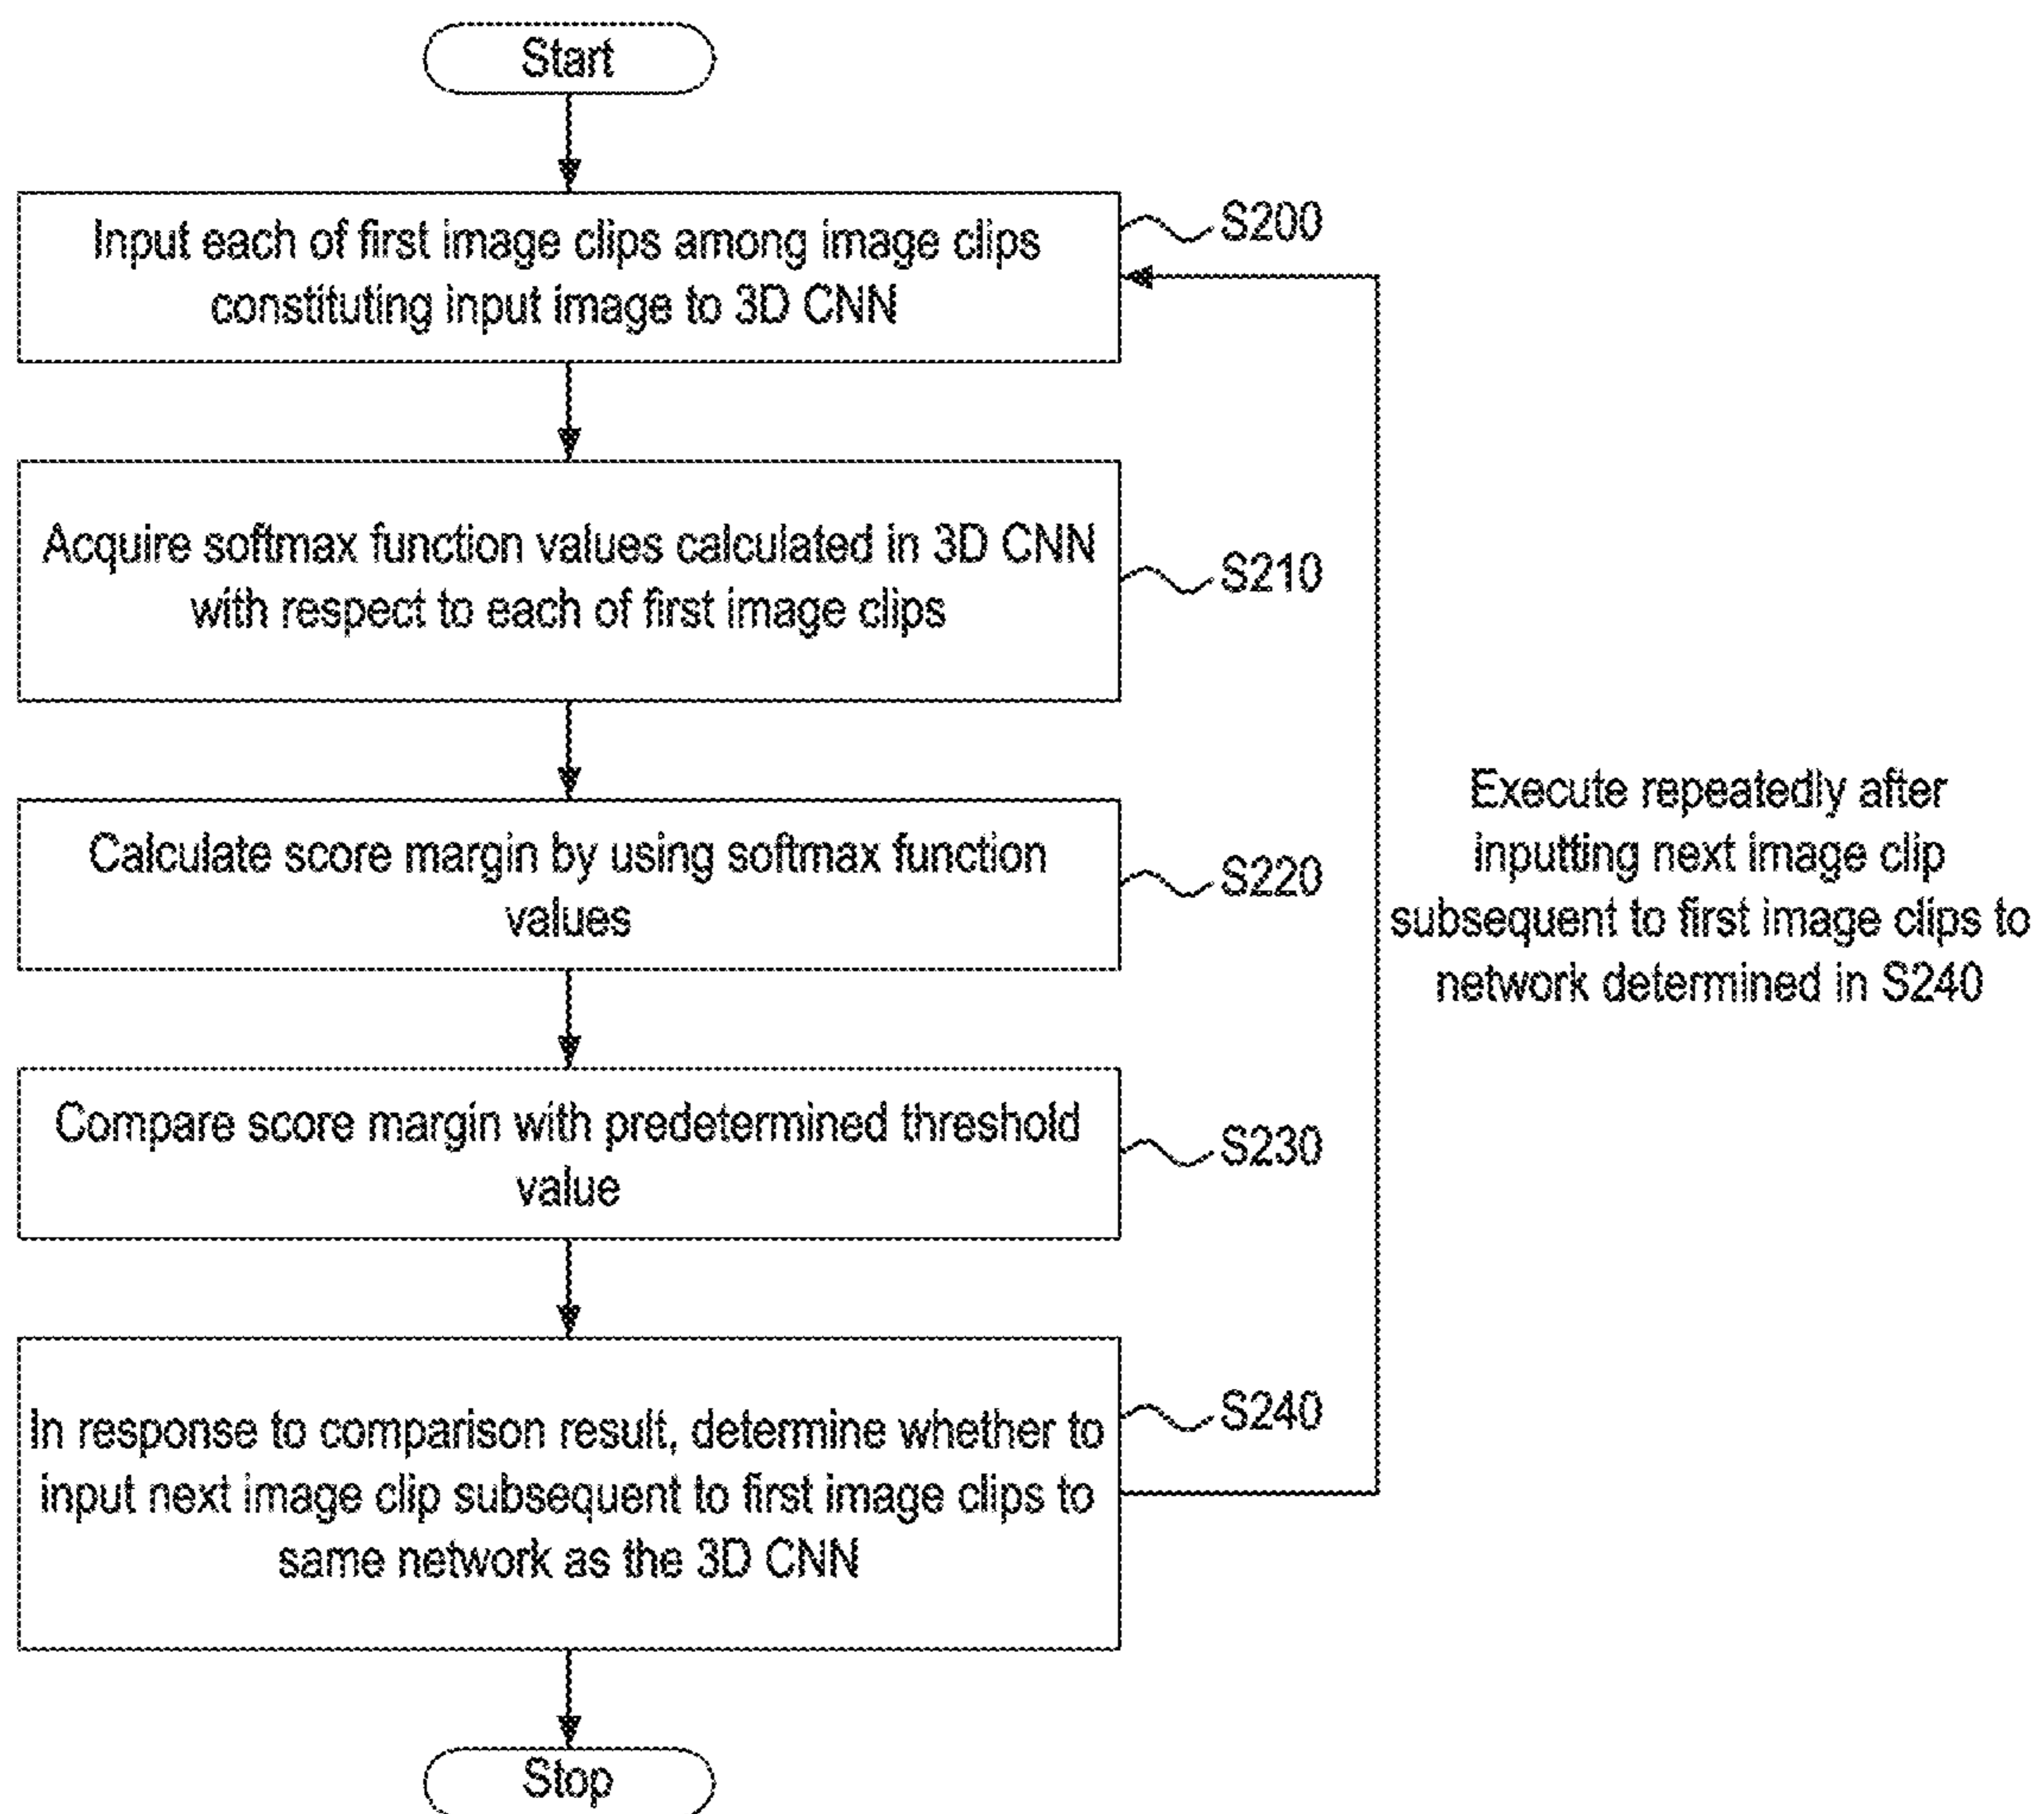 Start
Input each of first image clips among image clips
constituting input image to 3D CNN
S200
Acquire softmax function values calculated in 3D CNN
with respect to each of first image clips
S210
Calculate score margin by using softmax function
values
S220
Execute repeatedly after
inputting next image clip
subsequent to first image clips to
network determined in S240
Compare score margin with predetermined threshold
value
S230
In response to comparison result, determine whether to
input next image clip subsequent to first image clips to
same network as the 3D CNN
S240
Stop